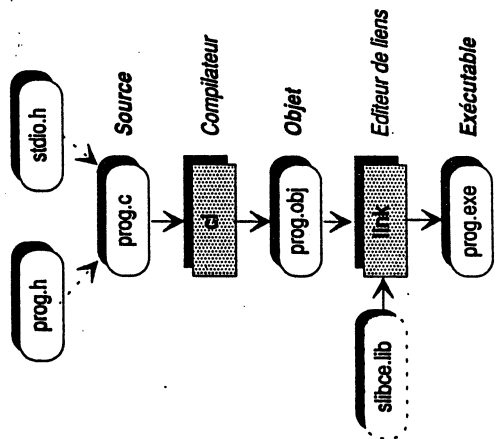 prog.h
stdio.h
prog.c
Source
cl
Compilateur
prog.obj
Objet
slibce.lib
link
Editeur de liens
prog.exe
Exécutable